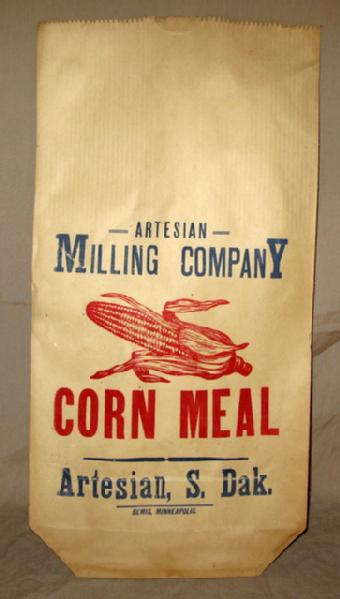 — ARTESIAN —
MILLING COMPANY
CORN MEAL
Artesian, S. Dak.
BEMIS, MINNEAPOLIS